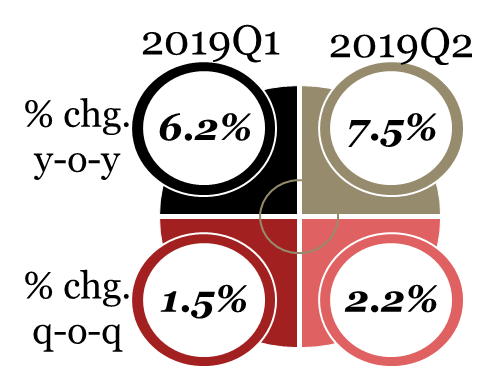 2019Q1 2019Q2
% chg.
y-o-y
6.2% 7.5%
% chg.
q-o-q
1.5% 2.2%